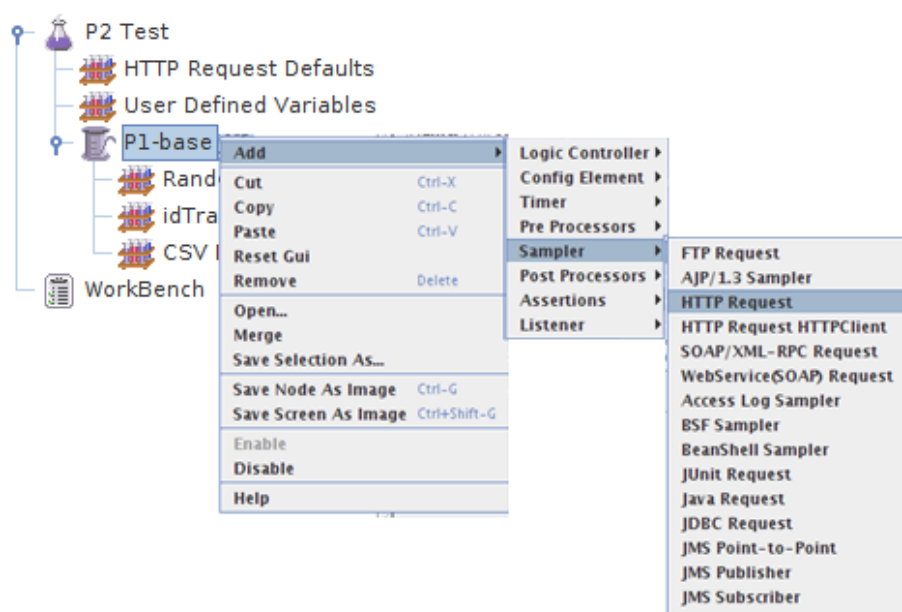 P2 Test
HTTP Request Defaults
User Defined Variables
P1-base
Rand
idTra
CSV
WorkBench
Add
Cut Ctrl-X
Copy Ctrl-C
Paste Ctrl-V
Reset Gui
Remove Delete
Open...
Merge
Save Selection As...
Save Node As Image Ctrl-G
Save Screen As Image Ctrl+Shift-G
Enable
Disable
Help
Logic Controller
Config Element
Timer
Pre Processors
Sampler
Post Processors
Assertions
Listener
FTP Request
AJP/1.3 Sampler
HTTP Request
HTTP Request HTTPClient
SOAP/XML-RPC Request
WebService(SOAP) Request
Access Log Sampler
BSF Sampler
BeanShell Sampler
JUnit Request
Java Request
JDBC Request
JMS Point-to-Point
JMS Publisher
JMS Subscriber